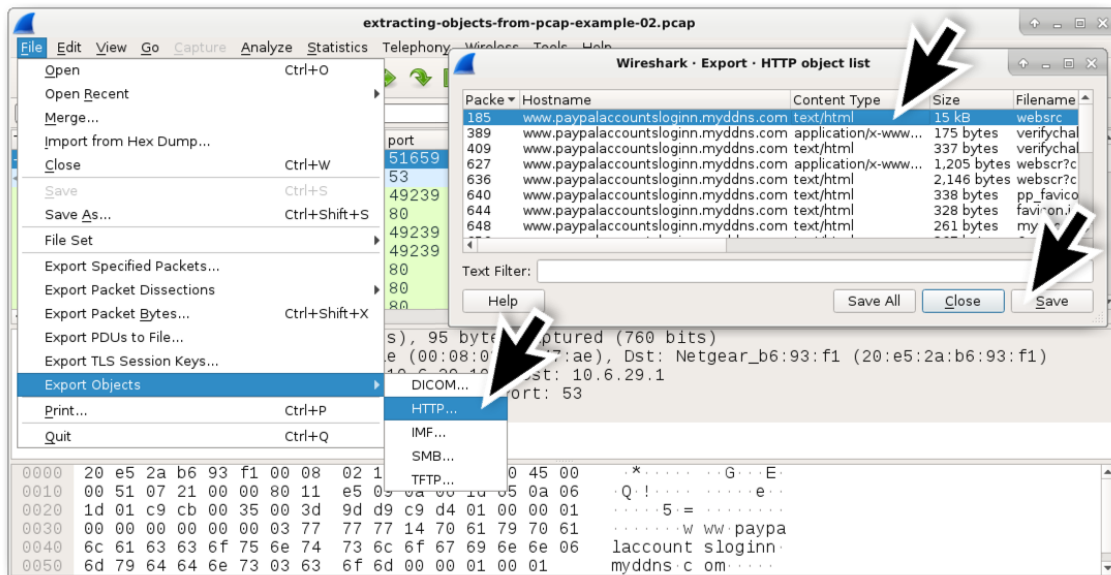 extracting-objects-from-pcap-example-02.pcap
File Edit View Go Capture Analyze Statistics Telephony Wireless Tools Help
Open Ctrl+O
Open Recent
Merge...
Import from Hex Dump...
Close Ctrl+W
Save Ctrl+S
Save As... Ctrl+Shift+S
File Set
Export Specified Packets...
Export Packet Dissections
Export Packet Bytes... Ctrl+Shift+X
Export PDUs to File...
Export TLS Session Keys...
Export Objects
Print... Ctrl+P
Quit Ctrl+Q
DICOM...
HTTP...
IMF...
SMB...
TFTP...
port
51659
53
49239
80
49239
49239
80
80
80
Wireshark · Export · HTTP object list
Packe Hostname Content Type Size Filename
185 www.paypalaccountsloginn.myddns.com text/html 15 kB websrc
389 www.paypalaccountsloginn.myddns.com application/x-www... 175 bytes verifychal
409 www.paypalaccountsloginn.myddns.com text/html 337 bytes verifychal
627 www.paypalaccountsloginn.myddns.com application/x-www... 1,205 bytes webscr?c
636 www.paypalaccountsloginn.myddns.com text/html 2,146 bytes webscr?c
640 www.paypalaccountsloginn.myddns.com text/html 338 bytes pp_favico
644 www.paypalaccountsloginn.myddns.com text/html 328 bytes favicon.i
648 www.paypalaccountsloginn.myddns.com text/html 261 bytes
Text Filter:
Help Save All Close Save
s), 95 byte ptured (760 bits)
(00:08:0 7:ae), Dst: Netgear_b6:93:f1 (20:e5:2a:b6:93:f1)
st: 10.6.29.1
ort: 53
0000 20 e5 2a b6 93 f1 00 08 02 1 0 45 00 ·*····· ··G···E·
0010 00 51 07 21 00 00 80 11 e5 05 0a 06 ·Q·!···· ·····e··
0020 1d 01 c9 cb 00 35 00 3d 9d d9 c9 d4 01 00 00 01 ·····5·= ········
0030 00 00 00 00 00 00 03 77 77 77 14 70 61 79 70 61 ·······w ww·paypa
0040 6c 61 63 63 6f 75 6e 74 73 6c 6f 67 69 6e 6e 06 laccount sloginn·
0050 6d 79 64 64 6e 73 03 63 6f 6d 00 00 01 00 01 myddns·c om·····